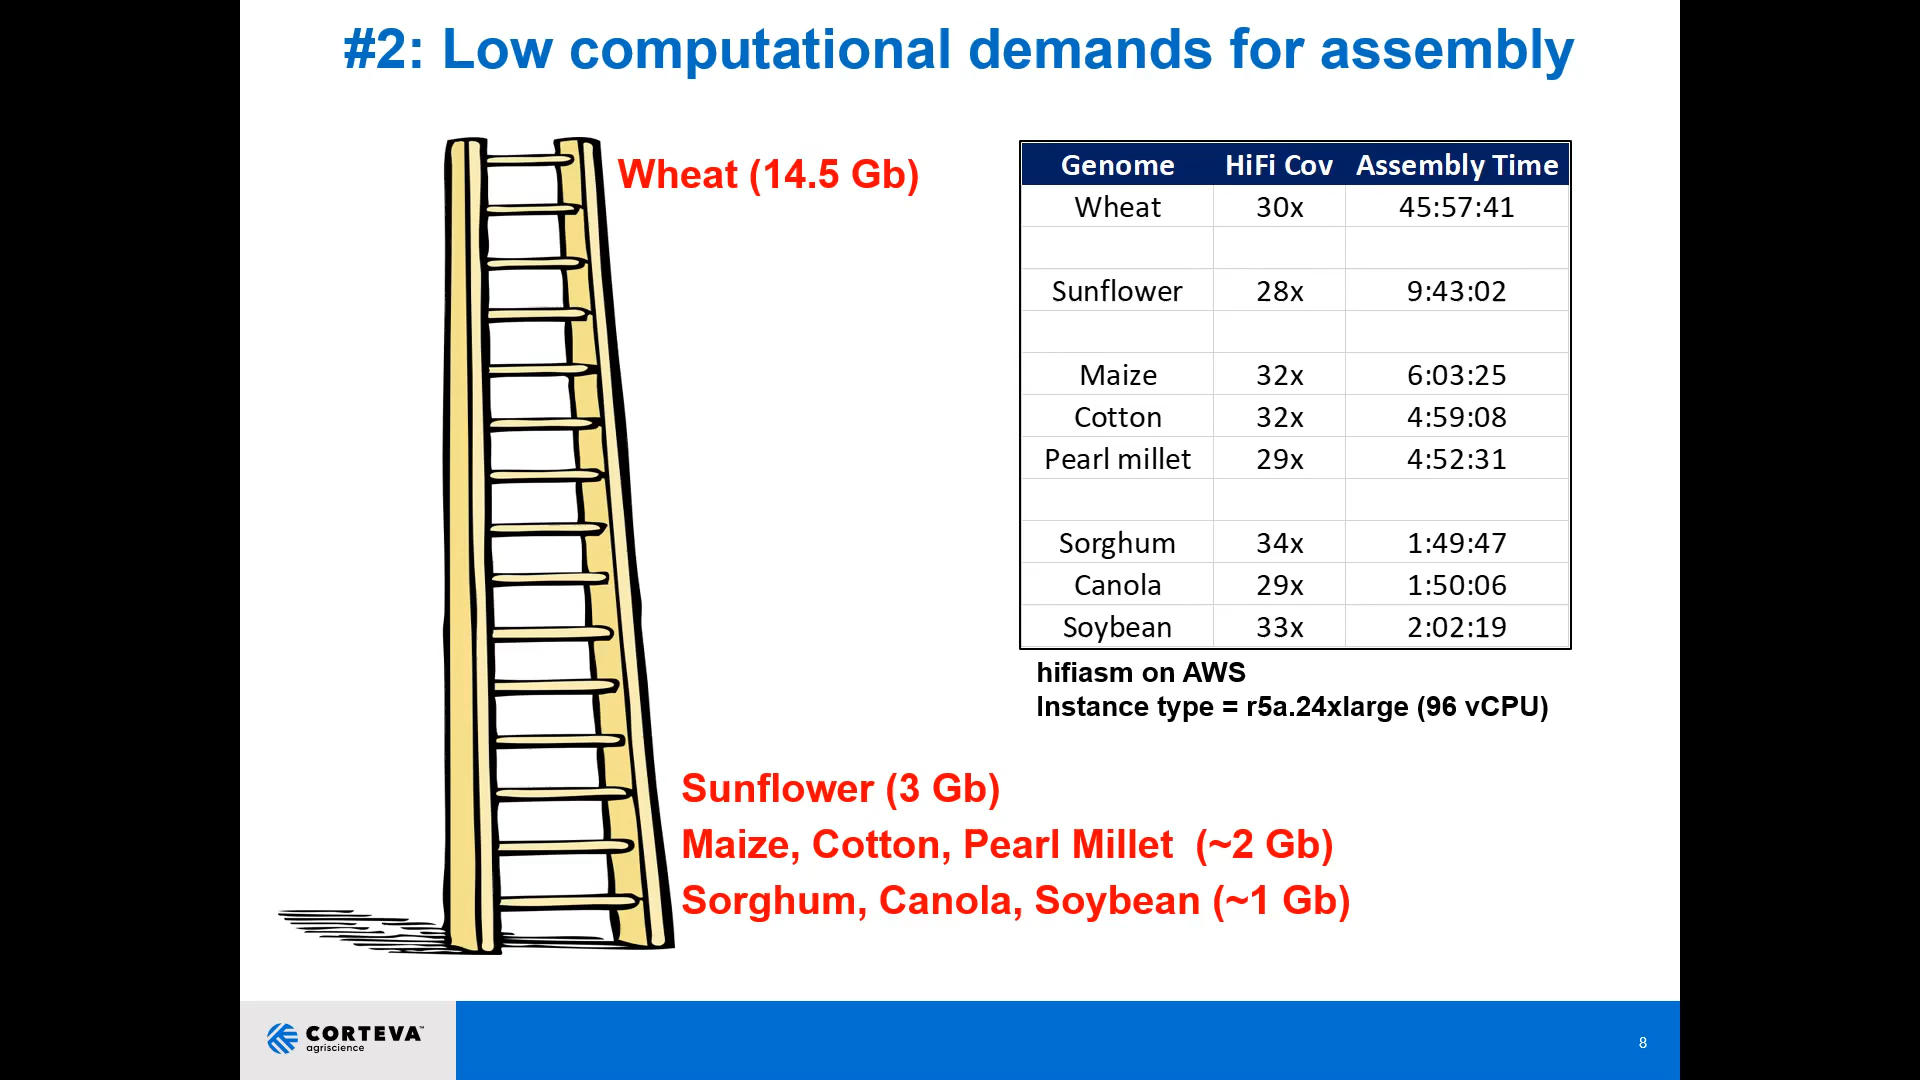 #2: Low computational demands for assembly
Wheat (14.5 Gb)
Genome HiFi Cov Assembly Time
Wheat 30x 45:57:41
Sunflower 28x 9:43:02
Maize 32x 6:03:25
Cotton 32x 4:59:08
Pearl millet 29x 4:52:31
Sorghum 34x 1:49:47
Canola 29x 1:50:06
Soybean 33x 2:02:19
hifiasm on AWS
Instance type = r5a.24xlarge (96 vCPU)
Sunflower (3 Gb)
Maize, Cotton, Pearl Millet (~2 Gb)
Sorghum, Canola, Soybean (~1 Gb)
CORTEVA™
agriscience
8